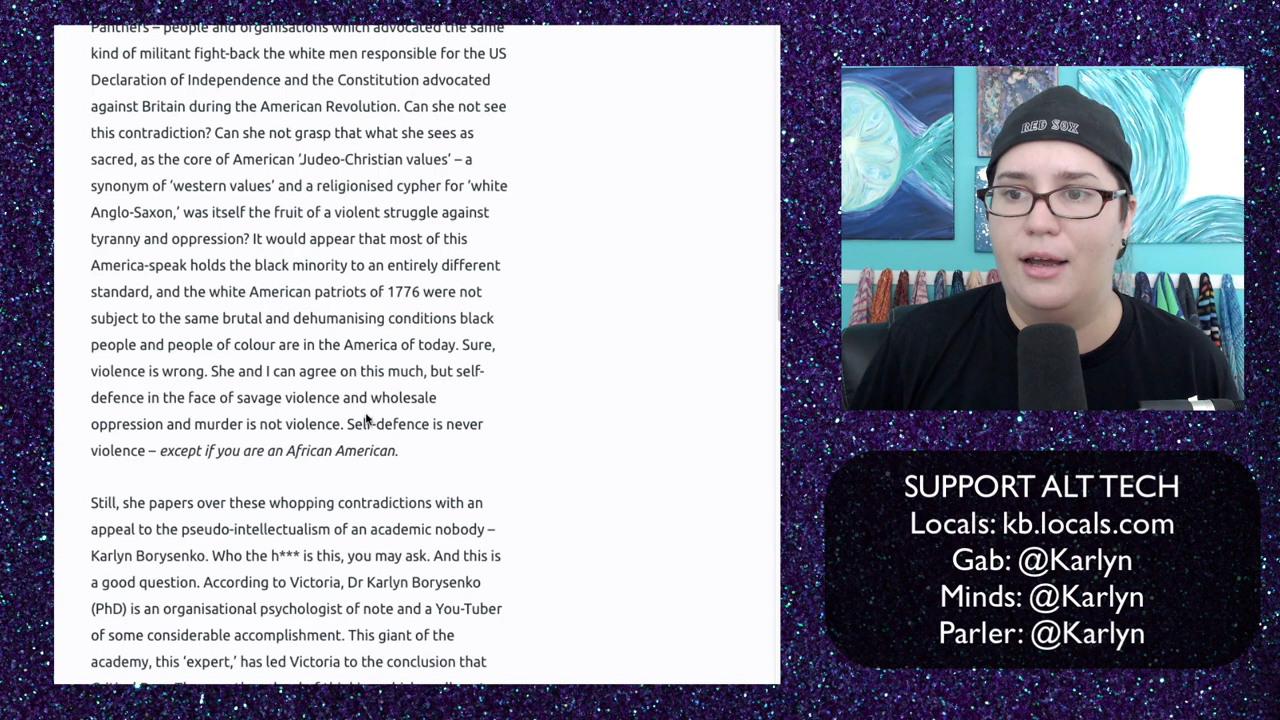 Panthers – people and organisations which advocated the same
kind of militant fight-back the white men responsible for the US
Declaration of Independence and the Constitution advocated
against Britain during the American Revolution. Can she not see
this contradiction? Can she not grasp that what she sees as
sacred, as the core of American ‘Judeo-Christian values’ – a
synonym of ‘western values’ and a religionised cypher for ’white
Anglo-Saxon,’ was itself the fruit of a violent struggle against
tyranny and oppression? It would appear that most of this
America-speak holds the black minority to an entirely different
standard, and the white American patriots of 1776 were not
subject to the same brutal and dehumanising conditions black
people and people of colour are in the America of today. Sure,
violence is wrong. She and I can agree on this much, but self-
defence in the face of savage violence and wholesale
oppression and murder is not violence. Self-defence is never
violence – except if you are an African American.
Still, she papers over these whopping contradictions with an
appeal to the pseudo-intellectualism of an academic nobody –
Karlyn Borysenko. Who the h*** is this, you may ask. And this is
a good question. According to Victoria, Dr Karlyn Borysenko
(PhD) is an organisational psychologist of note and a You-Tuber
of some considerable accomplishment. This giant of the
academy, this ‘expert,’ has led Victoria to the conclusion that
RED SOX
SUPPORT ALT TECH
Locals: kb.locals.com
Gab: @Karlyn
Minds: @Karlyn
Parler: @Karlyn